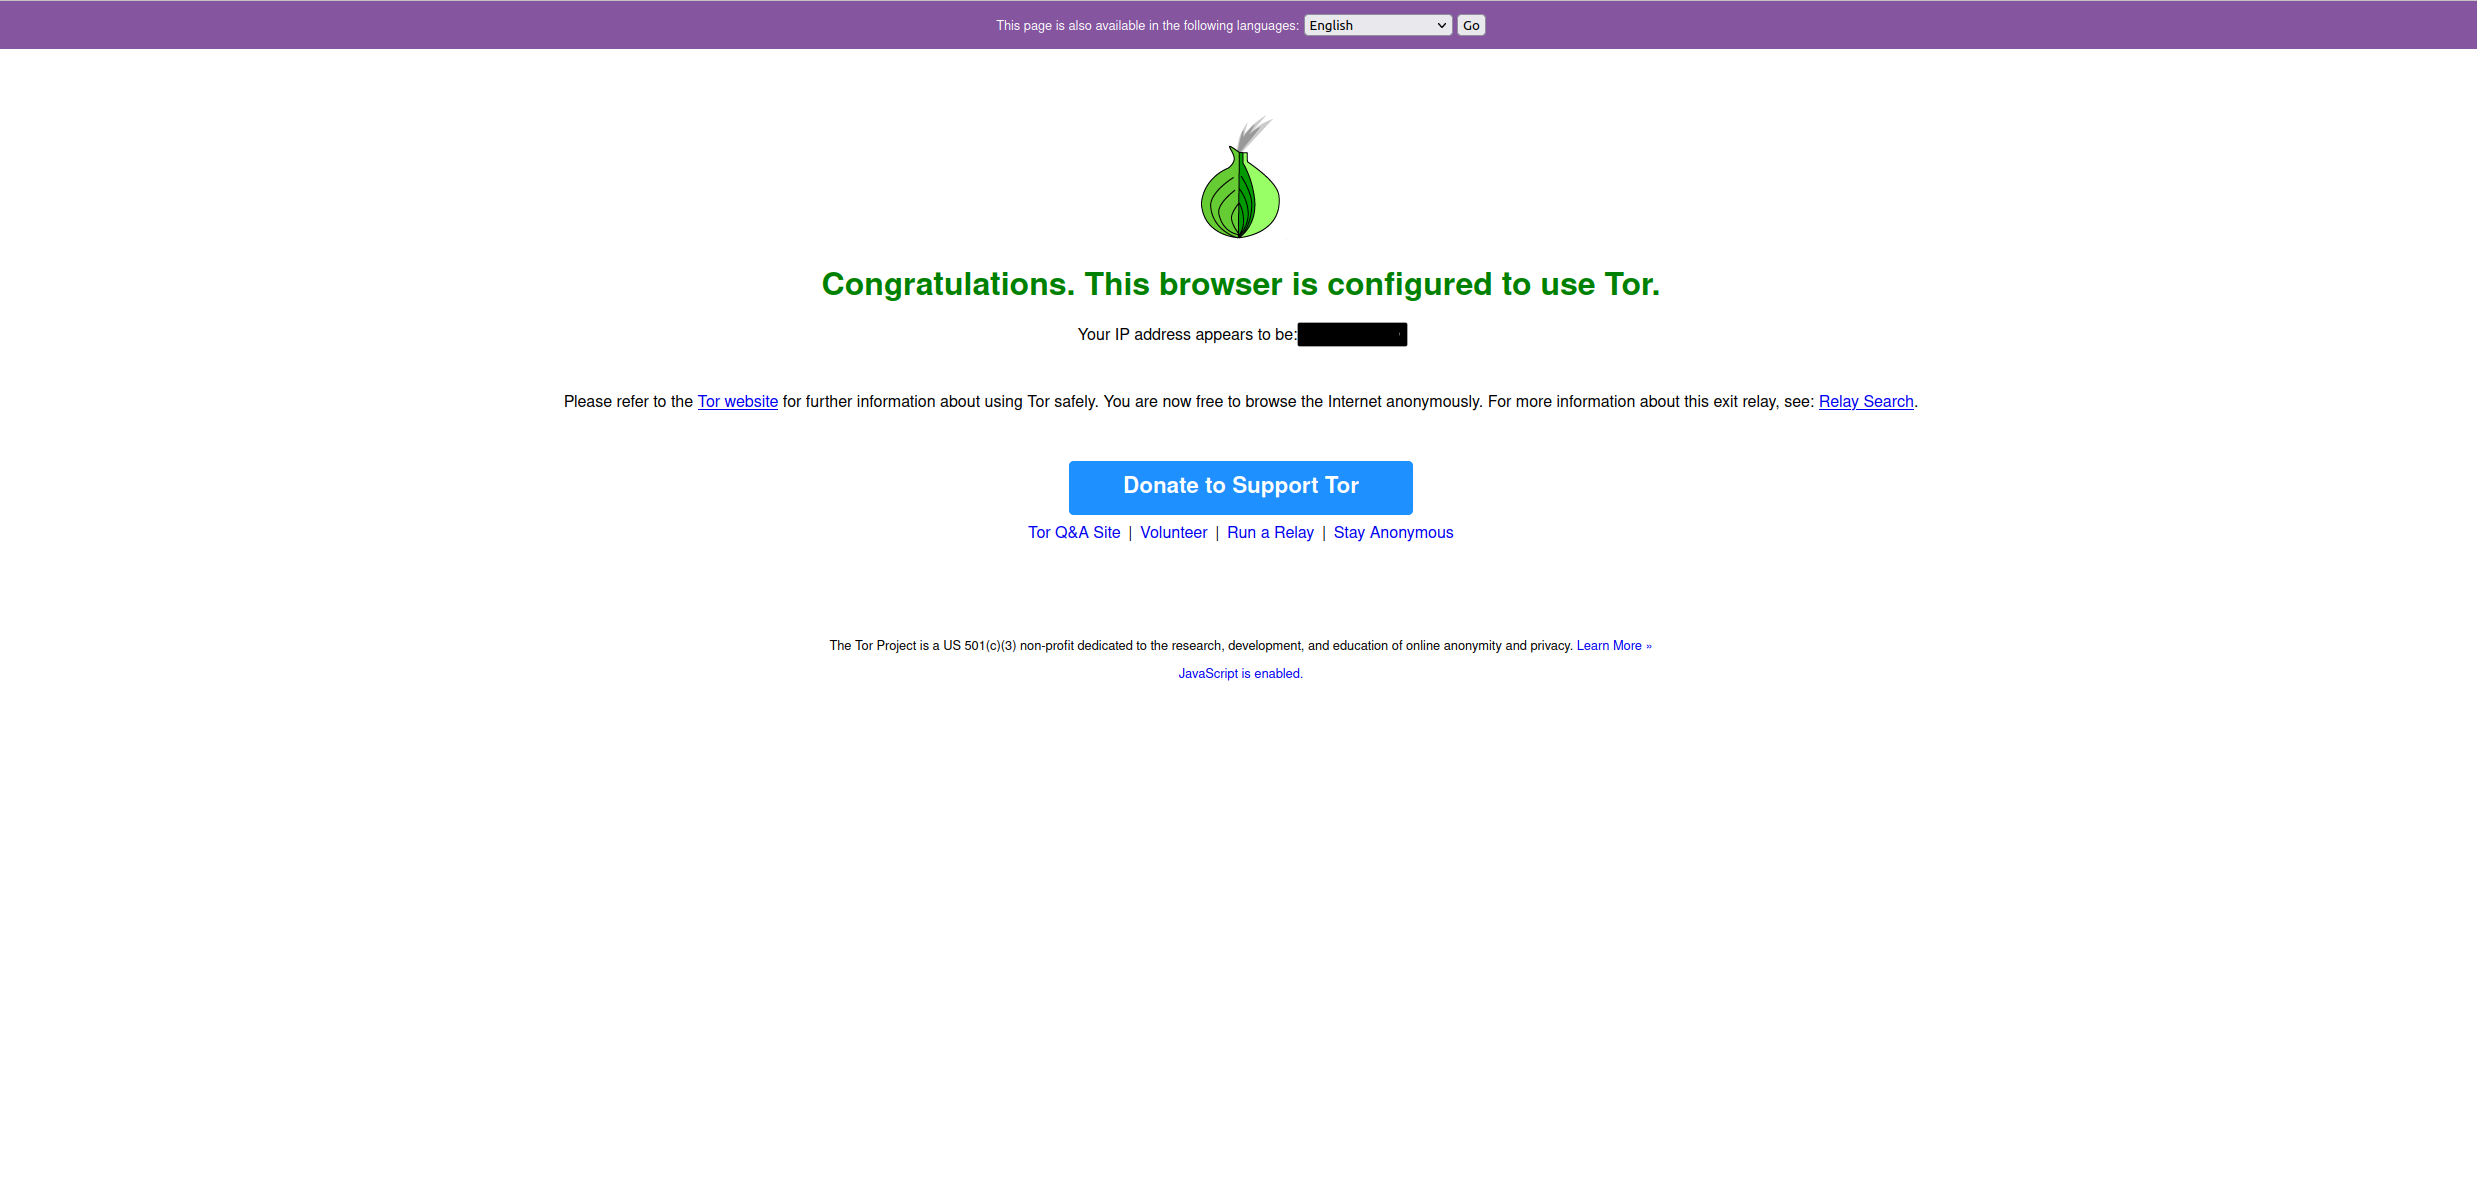 This page is also available in the following languages: English Go
Congratulations. This browser is configured to use Tor.
Your IP address appears to be:
Please refer to the Tor website for further information about using Tor safely. You are now free to browse the Internet anonymously. For more information about this exit relay, see: Relay Search.
Donate to Support Tor
Tor Q&A Site | Volunteer | Run a Relay | Stay Anonymous
The Tor Project is a US 501(c)(3) non-profit dedicated to the research, development, and education of online anonymity and privacy. Learn More »
JavaScript is enabled.